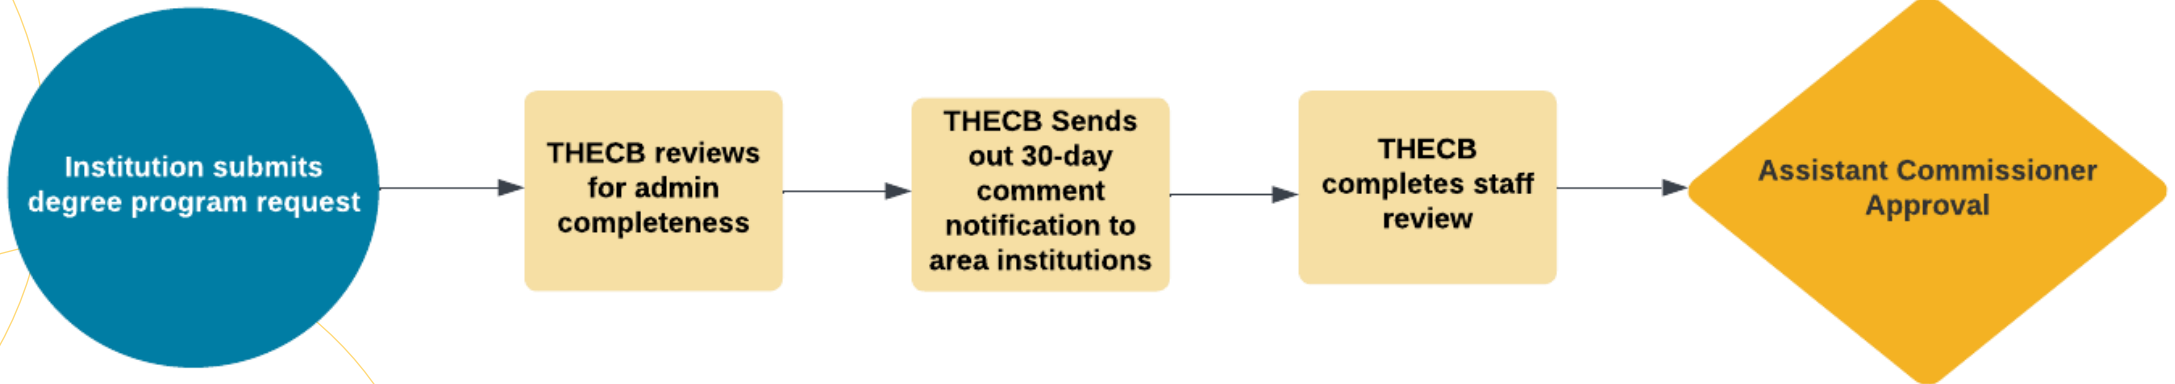 Institution submits
degree program request
THECB reviews
for admin
completeness
THECB Sends
out 30-day
comment
notification to
area institutions
THECB
completes staff
review
Assistant Commissioner
Approval